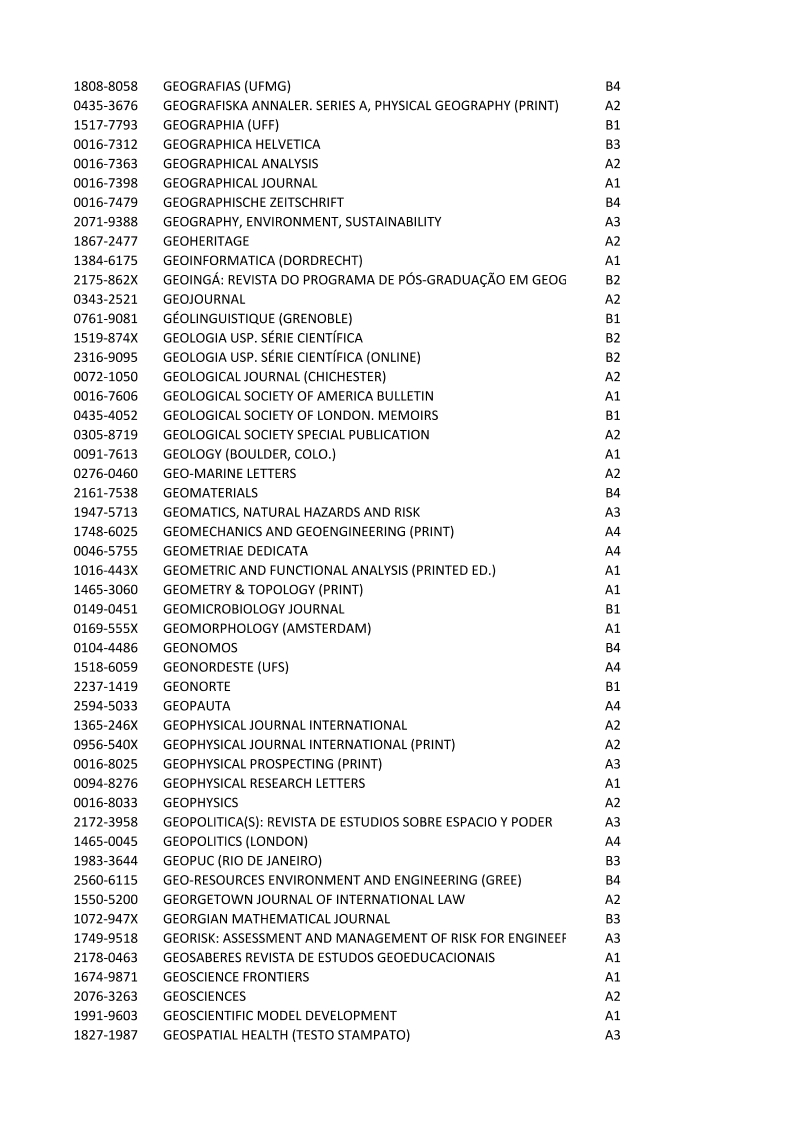 1808-8058 GEOGRAFIAS (UFMG) B4
0435-3676 GEOGRAFISKA ANNALER. SERIES A, PHYSICAL GEOGRAPHY (PRINT) A2
1517-7793 GEOGRAPHIA (UFF) B1
0016-7312 GEOGRAPHICA HELVETICA B3
0016-7363 GEOGRAPHICAL ANALYSIS A2
0016-7398 GEOGRAPHICAL JOURNAL A1
0016-7479 GEOGRAPHISCHE ZEITSCHRIFT B4
2071-9388 GEOGRAPHY, ENVIRONMENT, SUSTAINABILITY A3
1867-2477 GEOHERITAGE A2
1384-6175 GEOINFORMATICA (DORDRECHT) A1
2175-862X GEOINGÁ: REVISTA DO PROGRAMA DE PÓS-GRADUAÇÃO EM GEOG B2
0343-2521 GEOJOURNAL A2
0761-9081 GÉOLINGUISTIQUE (GRENOBLE) B1
1519-874X GEOLOGIA USP. SÉRIE CIENTÍFICA B2
2316-9095 GEOLOGIA USP. SÉRIE CIENTÍFICA (ONLINE) B2
0072-1050 GEOLOGICAL JOURNAL (CHICHESTER) A2
0016-7606 GEOLOGICAL SOCIETY OF AMERICA BULLETIN A1
0435-4052 GEOLOGICAL SOCIETY OF LONDON. MEMOIRS B1
0305-8719 GEOLOGICAL SOCIETY SPECIAL PUBLICATION A2
0091-7613 GEOLOGY (BOULDER, COLO.) A1
0276-0460 GEO-MARINE LETTERS A2
2161-7538 GEOMATERIALS B4
1947-5713 GEOMATICS, NATURAL HAZARDS AND RISK A3
1748-6025 GEOMECHANICS AND GEOENGINEERING (PRINT) A4
0046-5755 GEOMETRIAE DEDICATA A4
1016-443X GEOMETRIC AND FUNCTIONAL ANALYSIS (PRINTED ED.) A1
1465-3060 GEOMETRY & TOPOLOGY (PRINT) A1
0149-0451 GEOMICROBIOLOGY JOURNAL B1
0169-555X GEOMORPHOLOGY (AMSTERDAM) A1
0104-4486 GEONOMOS B4
1518-6059 GEONORDESTE (UFS) A4
2237-1419 GEONORTE B1
2594-5033 GEOPAUTA A4
1365-246X GEOPHYSICAL JOURNAL INTERNATIONAL A2
0956-540X GEOPHYSICAL JOURNAL INTERNATIONAL (PRINT) A2
0016-8025 GEOPHYSICAL PROSPECTING (PRINT) A3
0094-8276 GEOPHYSICAL RESEARCH LETTERS A1
0016-8033 GEOPHYSICS A2
2172-3958 GEOPOLITICA(S): REVISTA DE ESTUDIOS SOBRE ESPACIO Y PODER A3
1465-0045 GEOPOLITICS (LONDON) A4
1983-3644 GEOPUC (RIO DE JANEIRO) B3
2560-6115 GEO-RESOURCES ENVIRONMENT AND ENGINEERING (GREE) B4
1550-5200 GEORGETOWN JOURNAL OF INTERNATIONAL LAW A2
1072-947X GEORGIAN MATHEMATICAL JOURNAL B3
1749-9518 GEORISK: ASSESSMENT AND MANAGEMENT OF RISK FOR ENGINEER A3
2178-0463 GEOSABERES REVISTA DE ESTUDOS GEOEDUCACIONAIS A1
1674-9871 GEOSCIENCE FRONTIERS A1
2076-3263 GEOSCIENCES A2
1991-9603 GEOSCIENTIFIC MODEL DEVELOPMENT A1
1827-1987 GEOSPATIAL HEALTH (TESTO STAMPATO) A3